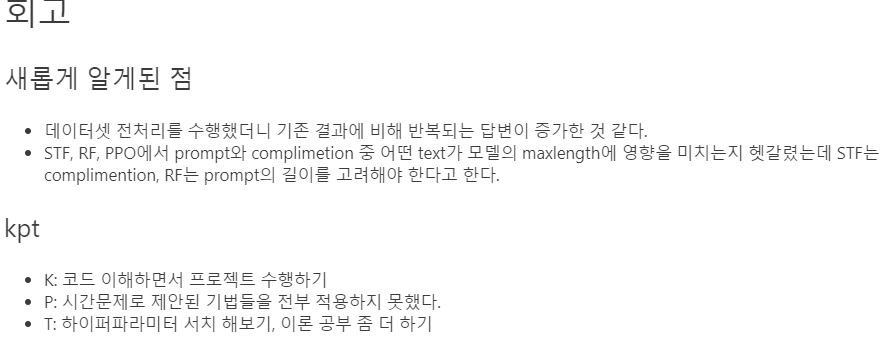 회고
새롭게 알게된 점
데이터셋 전처리를 수행했더니 기존 결과에 비해 반복되는 답변이 증가한 것 같다.
STF, RF, PPO에서 prompt와 complimetion 중 어떤 text가 모델의 maxlength에 영향을 미치는지 헷갈렸는데 STF는
complimention, RF는 prompt의 길이를 고려해야 한다고 한다.
kpt
K: 코드 이해하면서 프로젝트 수행하기
P: 시간문제로 제안된 기법들을 전부 적용하지 못했다.
T: 하이퍼파라미터 서치 해보기, 이론 공부 좀 더 하기